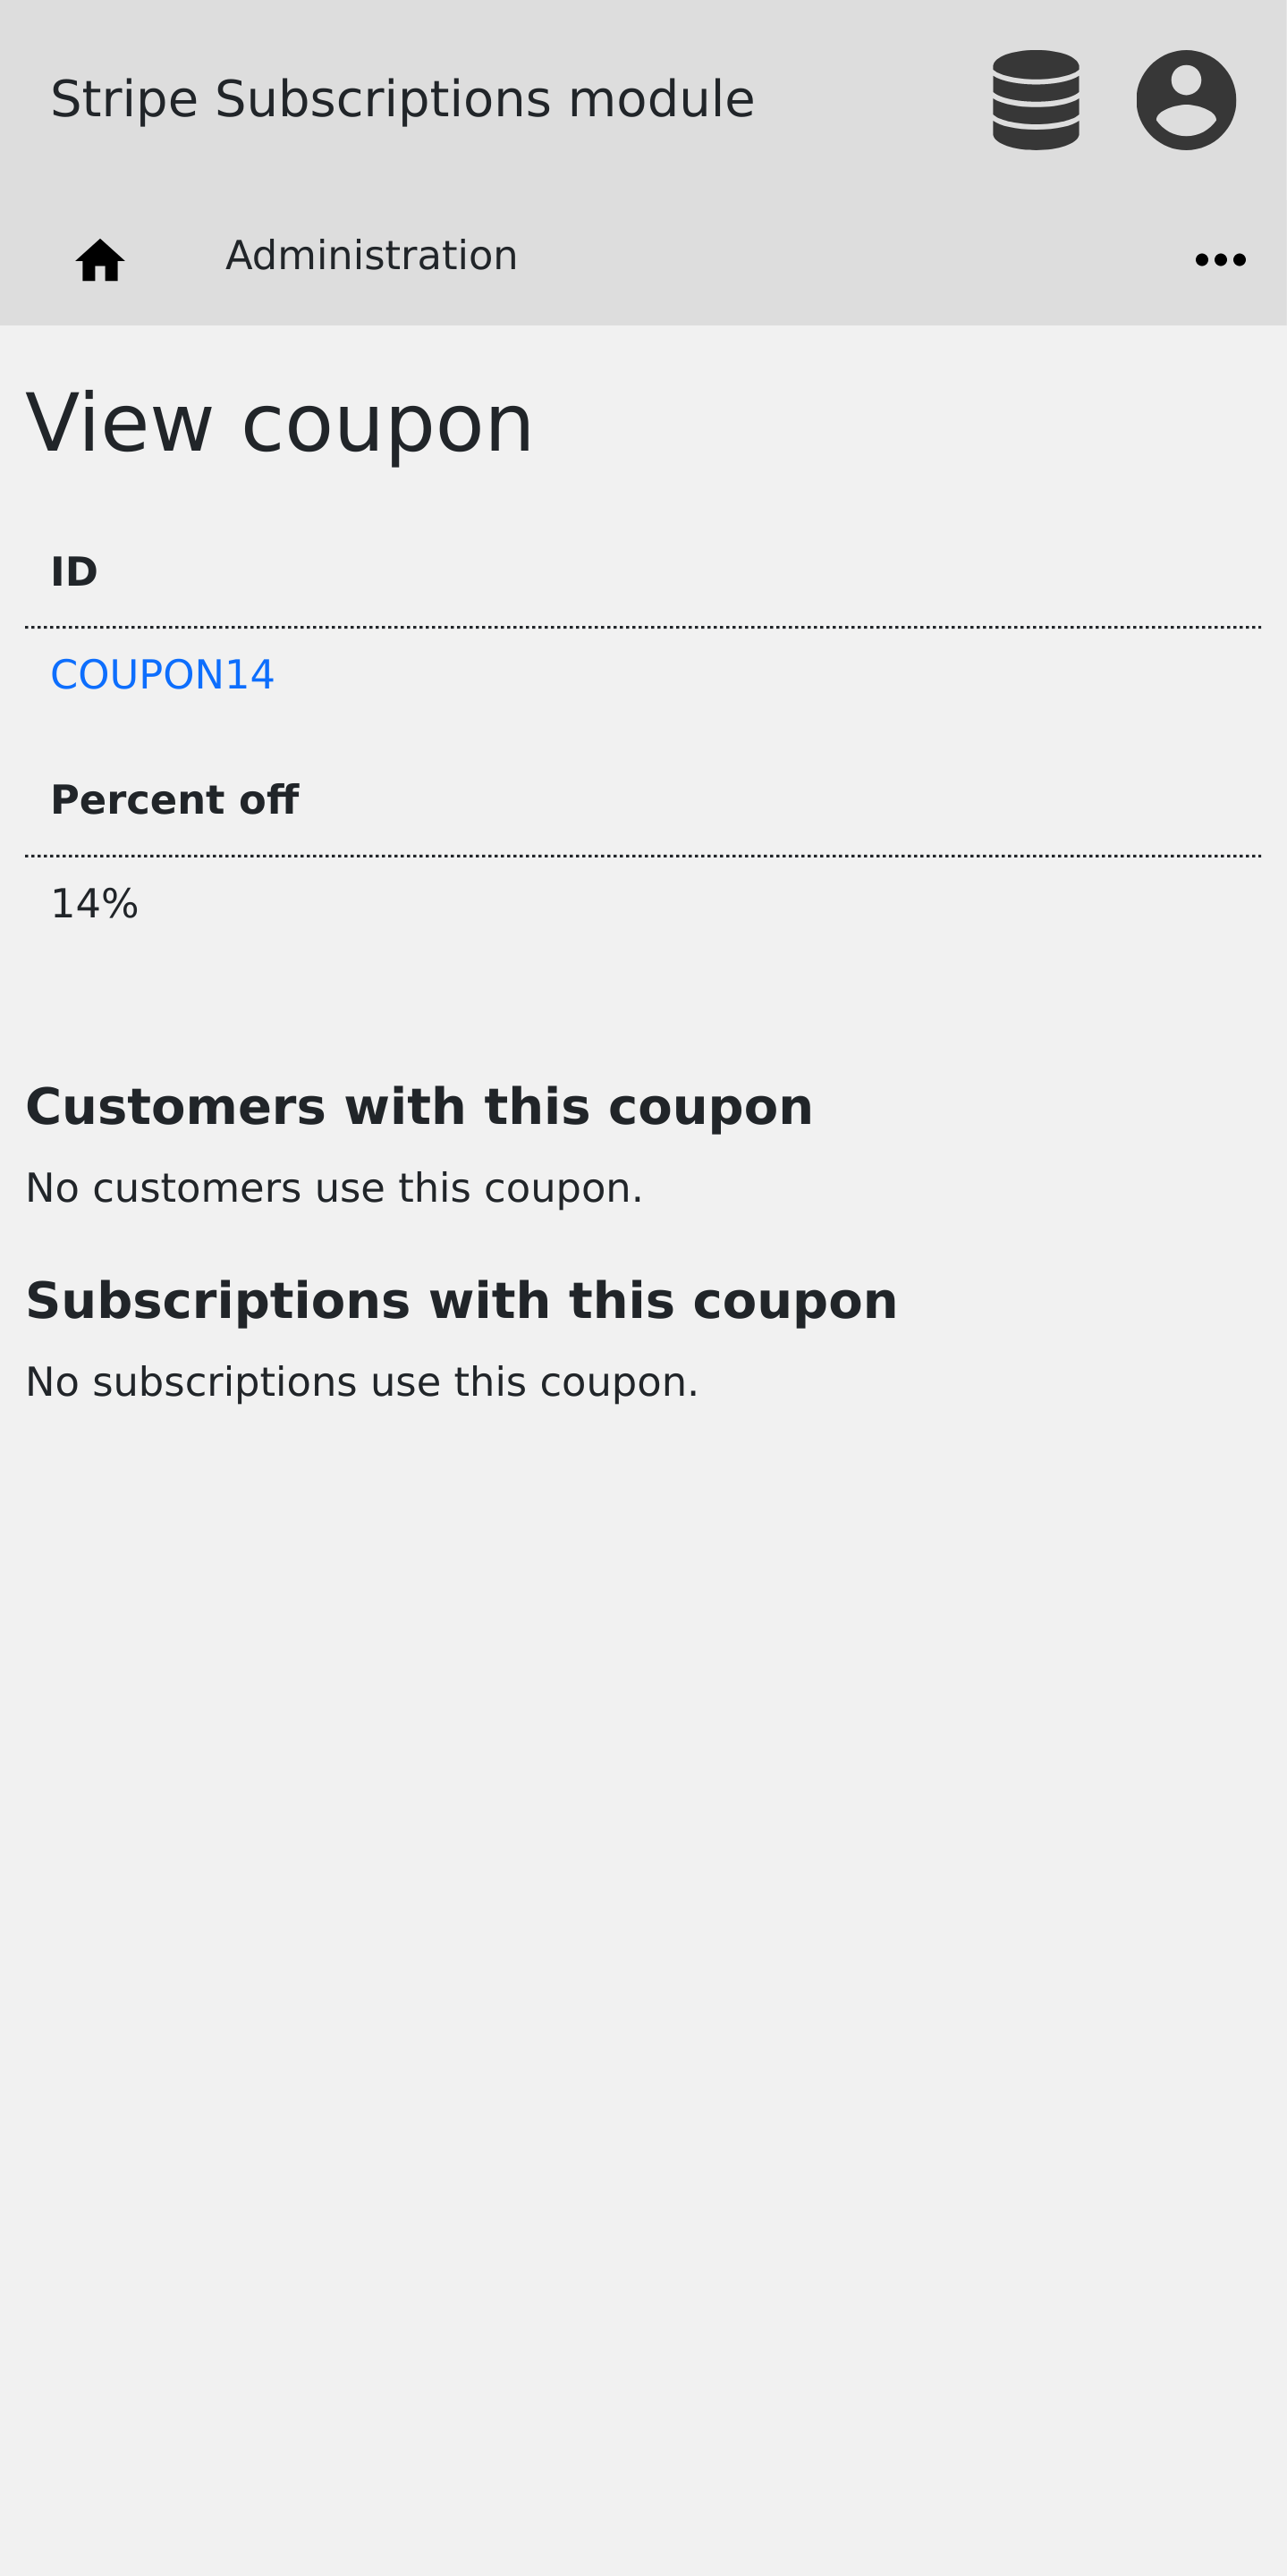 Stripe Subscriptions module
Administration
View coupon
ID
COUPON14
Percent off
14%
Customers with this coupon
No customers use this coupon.
Subscriptions with this coupon
No subscriptions use this coupon.